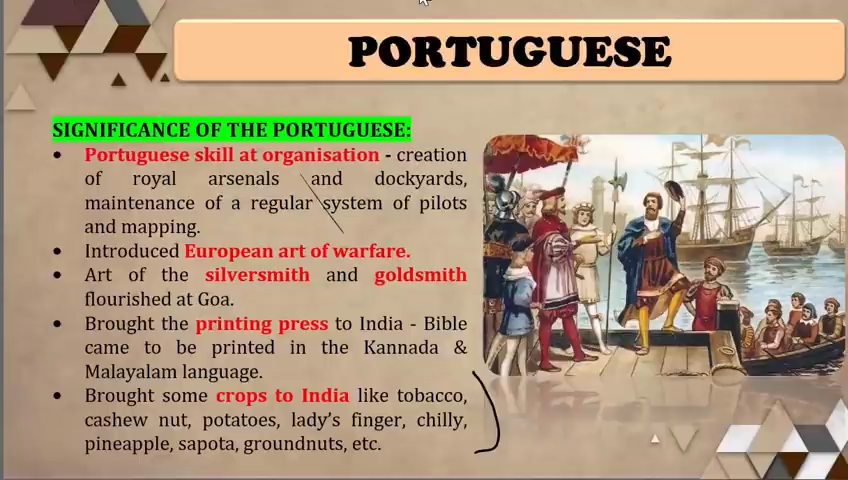 PORTUGUESE
SIGNIFICANCE OF THE PORTUGUESE:
• Portuguese skill at organisation - creation
of royal arsenals and dockyards,
maintenance of a regular system of pilots
and mapping.
• Introduced European art of warfare.
• Art of the silversmith and goldsmith
flourished at Goa.
• Brought the printing press to India - Bible
came to be printed in the Kannada &
Malayalam language.
• Brought some crops to India like tobacco,
cashew nut, potatoes, lady's finger, chilly,
pineapple, sapota, groundnuts, etc.